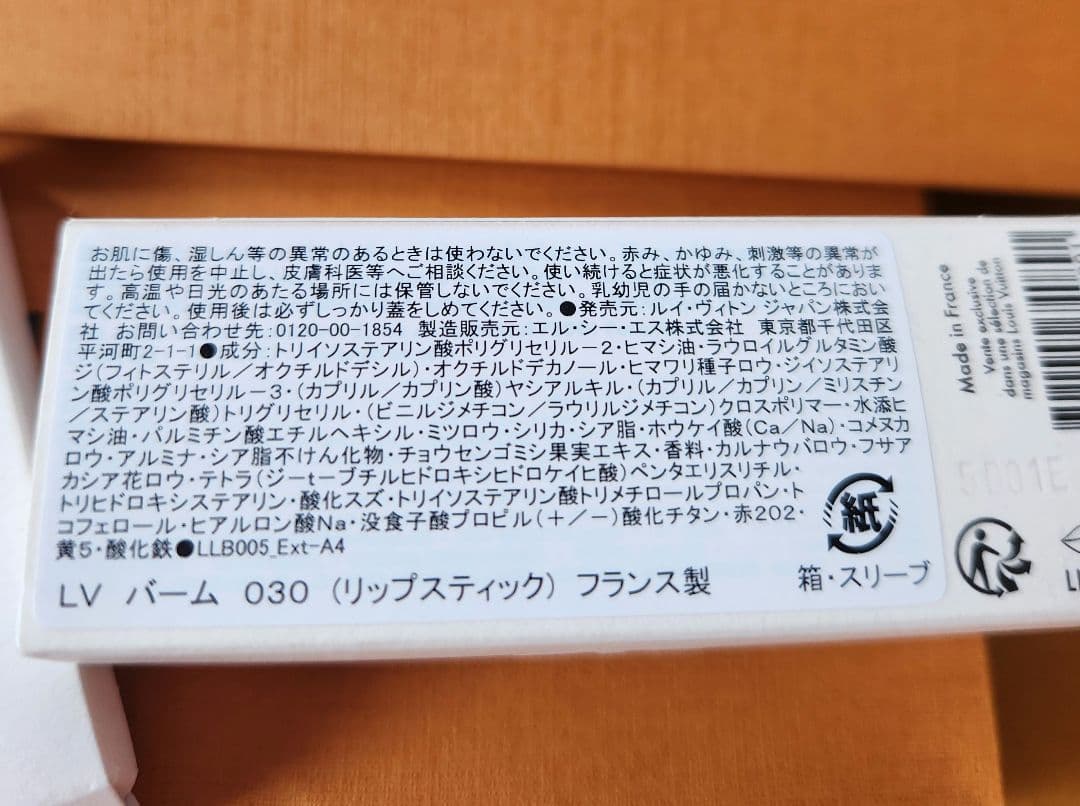 お肌に傷、湿しん等の異常のあるときは使わないでください。赤み、かゆみ、刺激等の異常が
出たら使用を中止し、皮膚科医等へご相談ください。使い続けると症状が悪化することがありま
す。高温や日光のあたる場所には保管しないでください。乳幼児の手の届かないところにおい
てください。使用後は必ずしっかり蓋をしめてください。●発売元:ルイ・ヴィトン ジャパン株式会
社 お問い合わせ先:0120-00-1854 製造販売元:エル・シー・エス株式会社 東京都千代田区
平河町2-1-1●成分:トリイソステアリン酸ポリグリセリル-2・ヒマシ油・ラウロイルグルタミン酸
ジ(フィトステリル/オクチルドデシル)・オクチルドデカノール・ヒマワリ種子ロウ・ジイソステアリ
ン酸ポリグリセリル-3・(カプリル/カプリン酸)ヤシアルキル・(カプリル/カプリン/ミリスチン
/ステアリン酸)トリグリセリル・(ビニルジメチコン/ラウリルジメチコン)クロスポリマー・水添ヒ
マシ油・パルミチン酸エチルヘキシル・ミツロウ・シリカ・シア脂・ホウケイ酸(Ca/Na)・コメヌカ
ロウ・アルミナ・シア脂不けん化物・チョウセンゴミシ果実エキス・香料・カルナウバロウ・フサア
カシア花ロウ・テトラ(ジーtーブチルヒドロキシヒドロケイヒ酸)ペンタエリスリチル・
トリヒドロキシステアリン・酸化スズ・トリイソステアリン酸トリメチロールプロパン・ト
コフェロール・ヒアルロン酸Na・没食子酸プロピル(+/-)酸化チタン・赤202・
黄5・酸化鉄●LLB005_Ext-A4
LV バーム 030 (リップスティック) フランス製
紙
箱・スリーブ
Made in France
Vente exclusive
dans une sélection de
magasins Louis Vuitton
5D01E